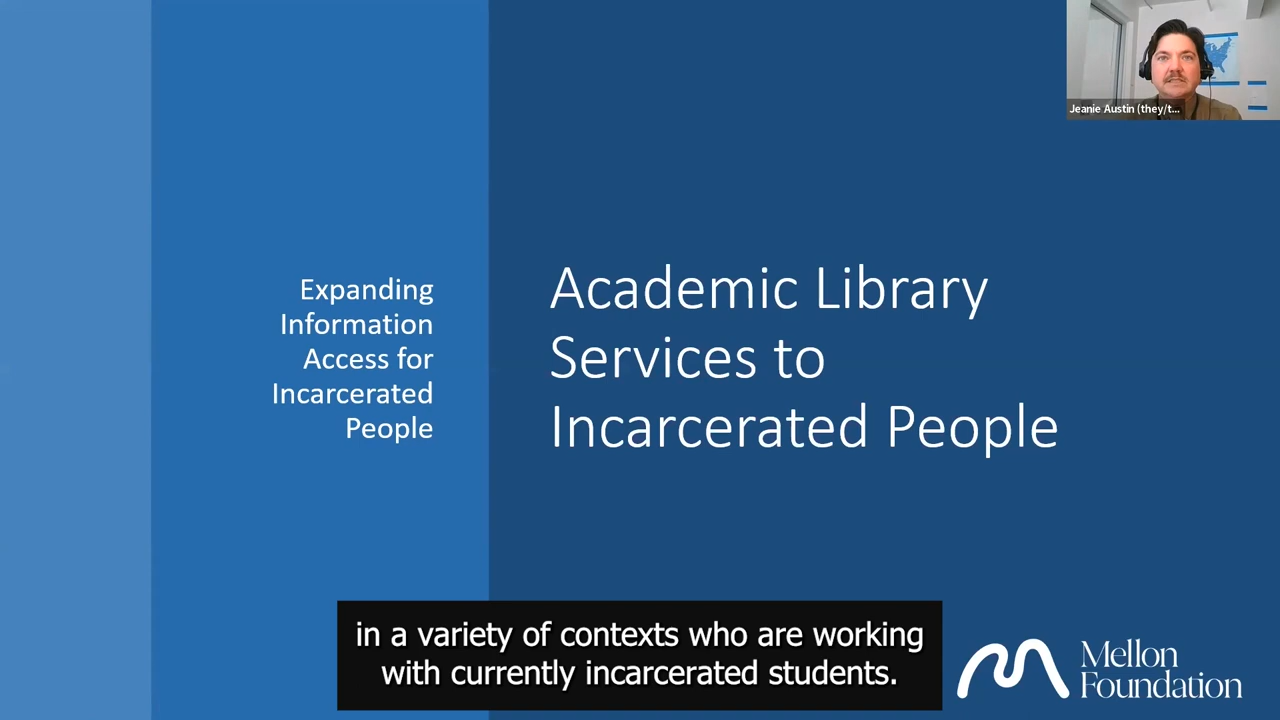 Jeanie Austin (they/t...
Expanding
Information
Access for
Incarcerated
People
Academic Library
Services to
Incarcerated People
in a variety of contexts who are working
with currently incarcerated students.
Mellon
Foundation